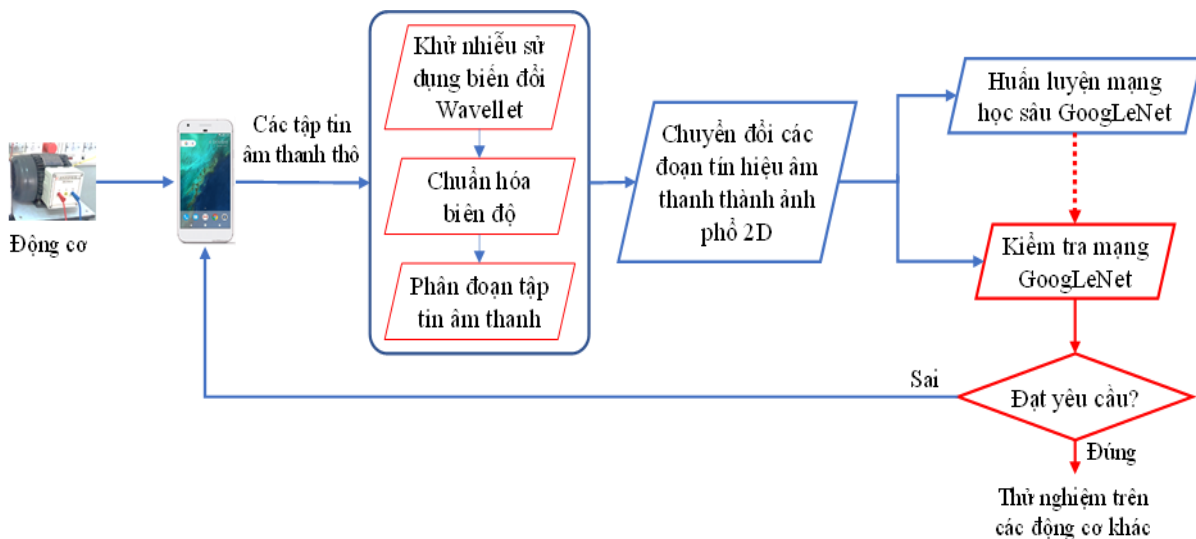 Động cơ
Các tập tin
âm thanh thô
Khử nhiễu sử
dụng biến đổi
Wavellet
Chuẩn hóa
biên độ
Phân đoạn tập
tin âm thanh
Chuyển đổi các
đoạn tín hiệu âm
thanh thành ảnh
phổ 2D
Huấn luyện mạng
học sâu GoogLeNet
Kiểm tra mạng
GoogLeNet
Đạt yêu cầu?
Sai
Đúng
Thử nghiệm trên
các động cơ khác